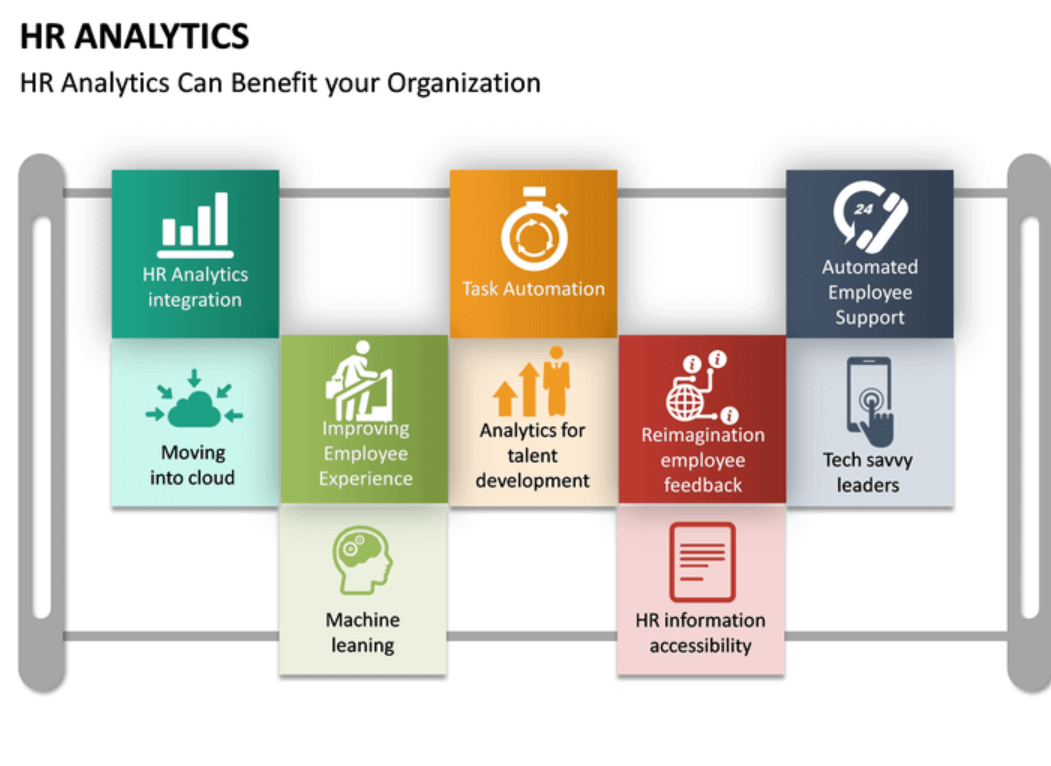 HR ANALYTICS
HR Analytics Can Benefit your Organization
HR Analytics
integration
Moving
into cloud
Improving
Employee
Experience
Machine
leaning
Task Automation
Analytics for
talent
development
Reimagination
employee
feedback
HR information
accessibility
24
Automated
Employee
Support
Tech savvy
leaders